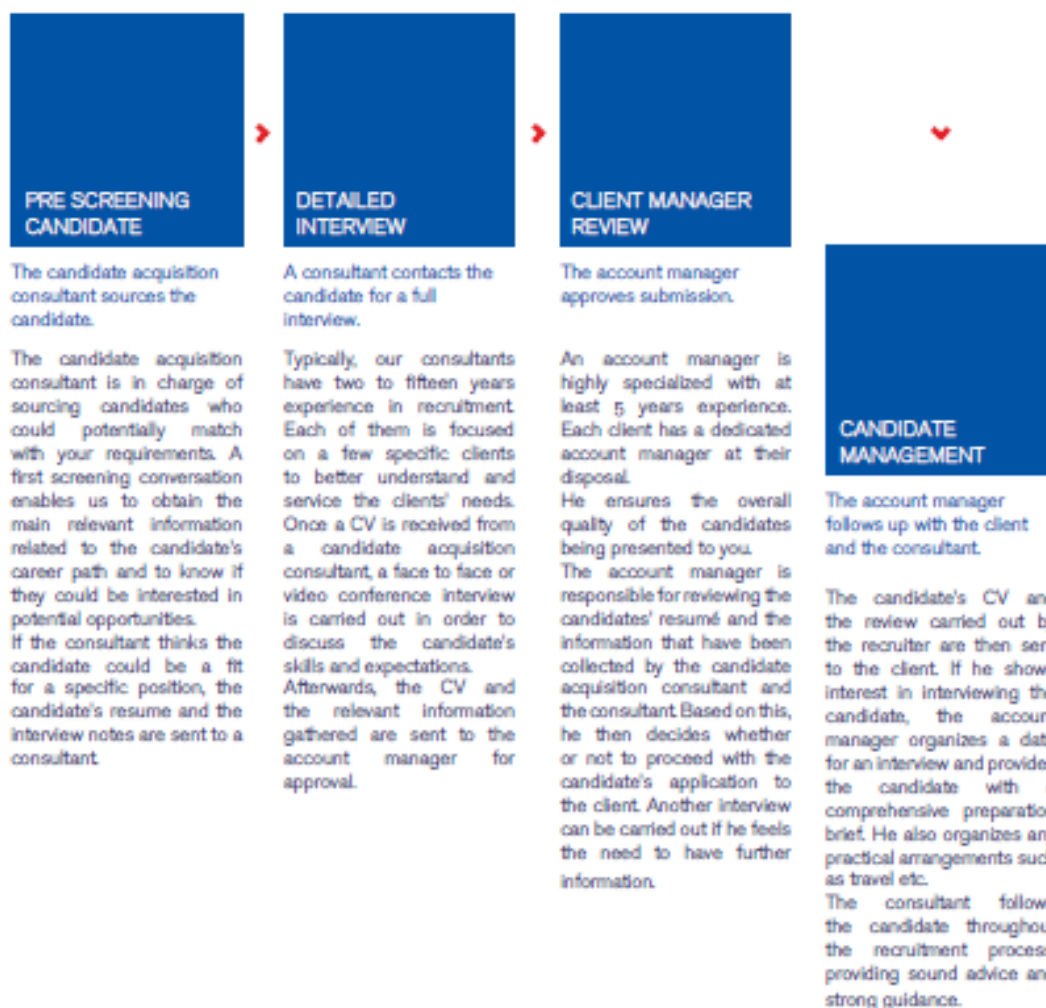 PRE SCREENING
CANDIDATE
The candidate acquisition
consultant sources the
candidate.
The candidate acquisition
consultant is in charge of
sourcing candidates who
could potentially match
with your requirements. A
first screening conversation
enables us to obtain the
main relevant information
related to the candidate's
career path and to know if
they could be interested in
potential opportunities.
If the consultant thinks the
candidate could be a fit
for a specific position, the
candidate's resume and the
interview notes are sent to a
consultant.
DETAILED
INTERVIEW
A consultant contacts the
candidate for a full
interview.
Typically, our consultants
have two to fifteen years
experience in recruitment.
Each of them is focused
on a few specific clients
to better understand and
service the clients' needs.
Once a CV is received from
a candidate acquisition
consultant, a face to face or
video conference interview
is carried out in order to
discuss the candidate's
skills and expectations.
Afterwards, the CV and
the relevant information
gathered are sent to the
account manager for
approval.
CLIENT MANAGER
REVIEW
The account manager
approves submission.
An account manager is
highly specialized with at
least 5 years experience.
Each client has a dedicated
account manager at their
disposal.
He ensures the overall
quality of the candidates
being presented to you.
The account manager is
responsible for reviewing the
candidates' resumé and the
information that have been
collected by the candidate
acquisition consultant and
the consultant. Based on this,
he then decides whether
or not to proceed with the
candidate's application to
the client. Another interview
can be carried out if he feels
the need to have further
information.
CANDIDATE
MANAGEMENT
The account manager
follows up with the client
and the consultant.
The candidate's CV an
the review carried out b
the recruiter are then sen
to the client. If he show
interest in interviewing th
candidate, the accoun
manager organizes a dat
for an interview and provide
the candidate with
comprehensive preparatio
brief. He also organizes an
practical arrangements suc
as travel etc.
The consultant follow
the candidate throughou
the recruitment proces
providing sound advice an
strong guidance.